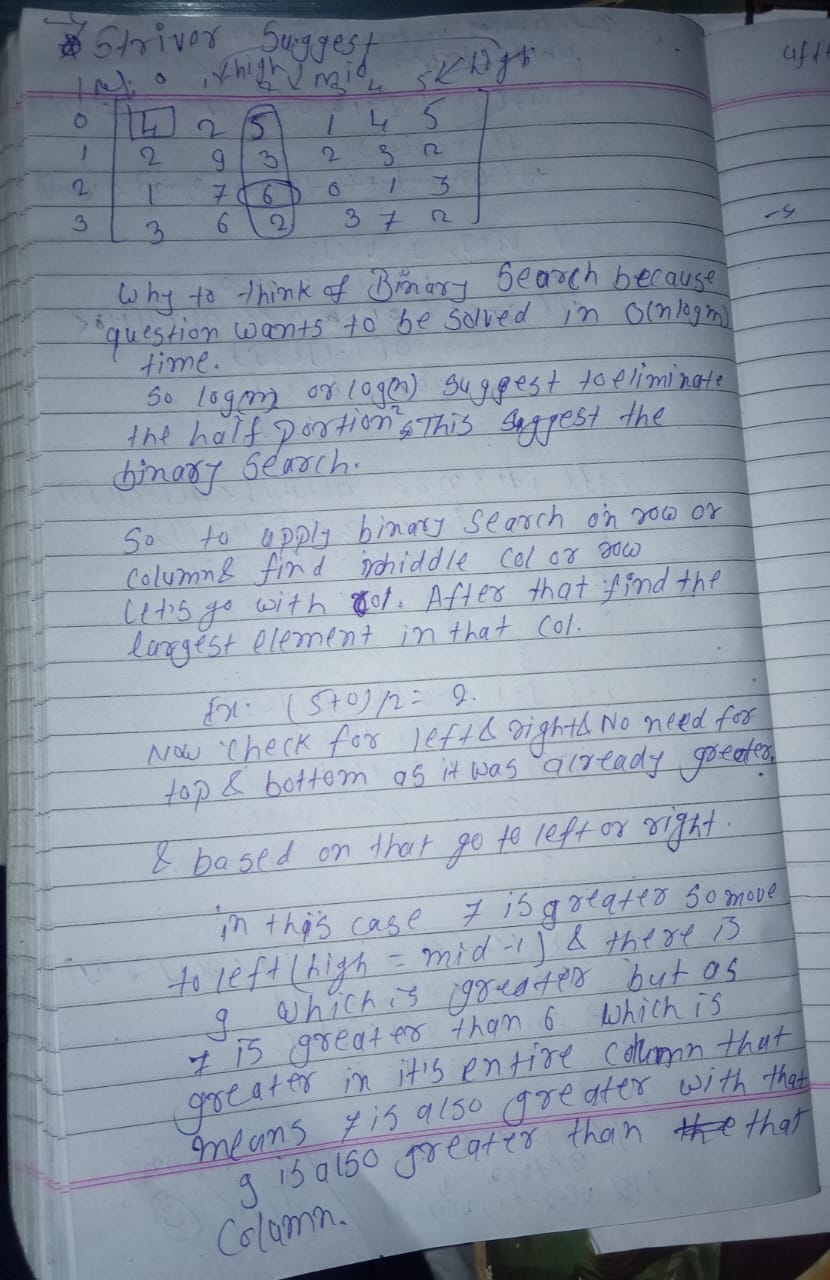 Striver Suggest
0 high mid 4 5 high
0 4 2 5 1 4 5
1 2 9 3 2 3 2
2 1 7 6 0 1 3
3 3 6 2 3 7 2
Why to think of Binary Search because
question wants to be solved in O(nlogm)
time.
So log(m) or log(n) suggest to eliminate
the half portion & This suggest the
binary search.
So to apply binary search on row or
column & find middle col or row
Let's go with col. After that find the
largest element in that col.
Ex: (5+0)/2 = 2.
Now check for left & right & No need for
top & bottom as it was already greater.
& based on that go to left or right.
in this case 7 is greater so move
to left (high = mid - 1) & there is
9 which is greater but as
7 is greater than 6 which is
greater in it's entire column that
means 7 is also greater with that
9 is also greater than the that
Column.